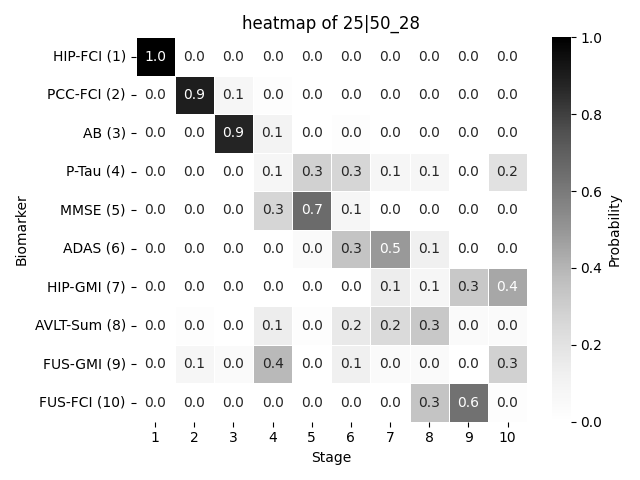 heatmap of 25|50_28
HIP-FCI (1) 1.0 0.0 0.0 0.0 0.0 0.0 0.0 0.0 0.0 0.0 1.0
PCC-FCI (2) 0.0 0.9 0.1 0.0 0.0 0.0 0.0 0.0 0.0 0.0
AB (3) 0.0 0.0 0.9 0.1 0.0 0.0 0.0 0.0 0.0 0.0 0.8
P-Tau (4) 0.0 0.0 0.0 0.1 0.3 0.3 0.1 0.1 0.0 0.2
MMSE (5) 0.0 0.0 0.0 0.3 0.7 0.1 0.0 0.0 0.0 0.0 0.6
ADAS (6) 0.0 0.0 0.0 0.0 0.0 0.3 0.5 0.1 0.0 0.0
HIP-GMI (7) 0.0 0.0 0.0 0.0 0.0 0.0 0.1 0.1 0.3 0.4 0.4
AVLT-Sum (8) 0.0 0.0 0.0 0.1 0.0 0.2 0.2 0.3 0.0 0.0
FUS-GMI (9) 0.0 0.1 0.0 0.4 0.0 0.1 0.0 0.0 0.0 0.3 0.2
FUS-FCI (10) 0.0 0.0 0.0 0.0 0.0 0.0 0.0 0.3 0.6 0.0 0.0
1 2 3 4 5 6 7 8 9 10
Stage
Biomarker
Probability